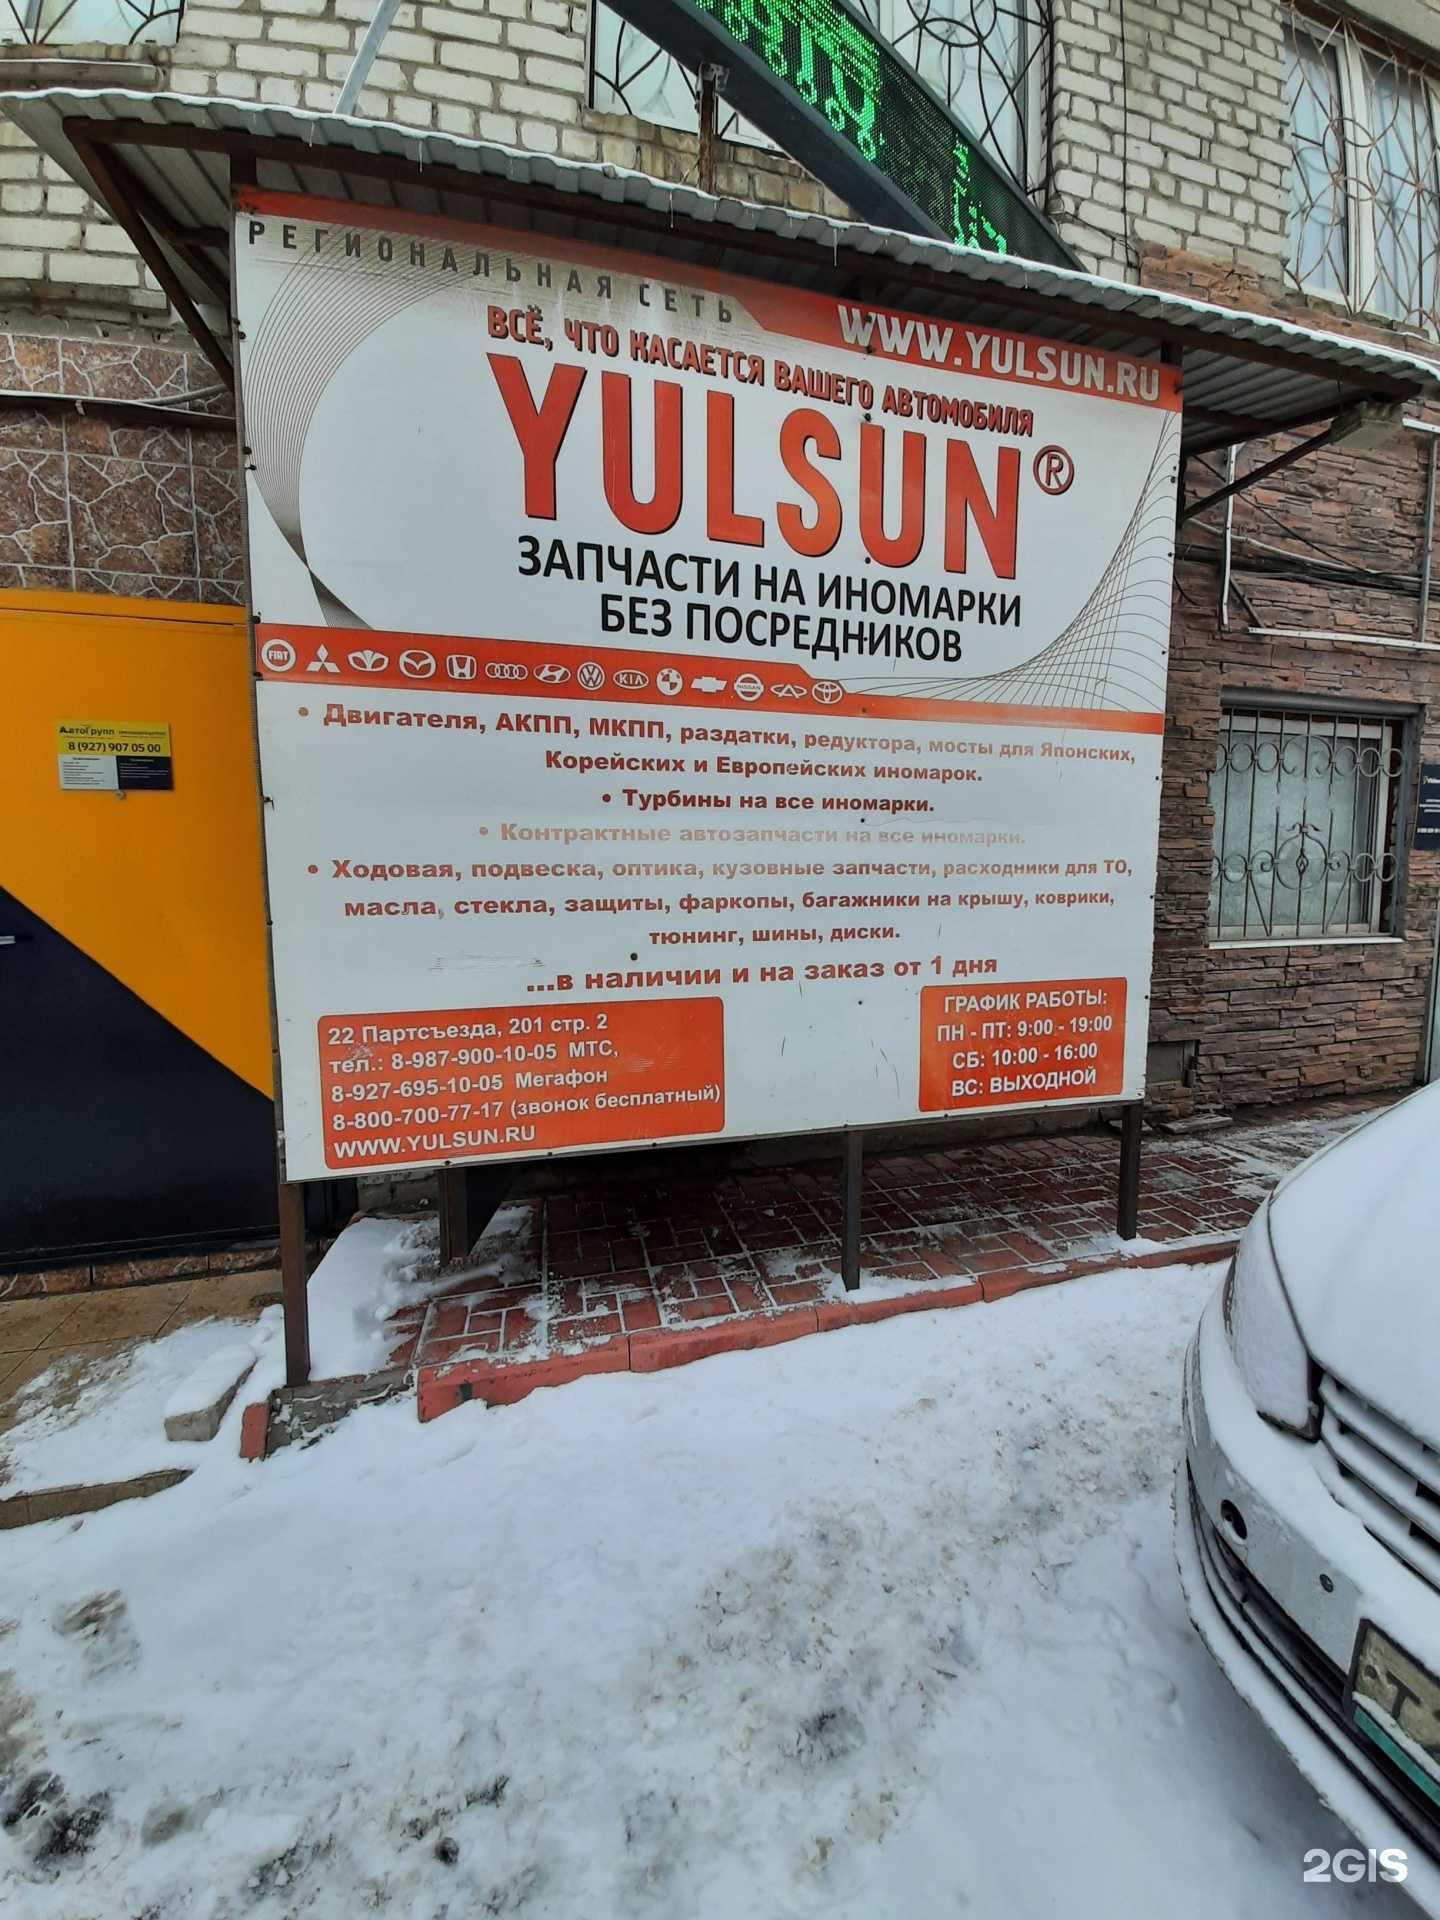 РЕГИОНАЛЬНАЯ СЕТЬ
WWW.YULSUN.RU
ВСЁ, ЧТО КАСАЕТСЯ ВАШЕГО АВТОМОБИЛЯ
YULSUN®
ЗАПЧАСТИ НА ИНОМАРКИ
БЕЗ ПОСРЕДНИКОВ
FIAT
KIA
NISSAN
• Двигателя, АКПП, МКПП, раздатки, редуктора, мосты для Японских,
Корейских и Европейских иномарок.
• Турбины на все иномарки.
• Контрактные автозапчасти на все иномарки.
• Ходовая, подвеска, оптика, кузовные запчасти, расходники для ТО,
масла, стекла, защиты, фаркопы, багажники на крышу, коврики,
тюнинг, шины, диски.
...в наличии и на заказ от 1 дня
22 Партсъезда, 201 стр. 2
тел.: 8-987-900-10-05 МТС,
8-927-695-10-05 Мегафон
8-800-700-77-17 (звонок бесплатный)
WWW.YULSUN.RU
ГРАФИК РАБОТЫ:
ПН - ПТ: 9:00 - 19:00
СБ: 10:00 - 16:00
ВС: ВЫХОДНОЙ
АвтоГрупп
8 (927) 907 05 00
Т
2GIS